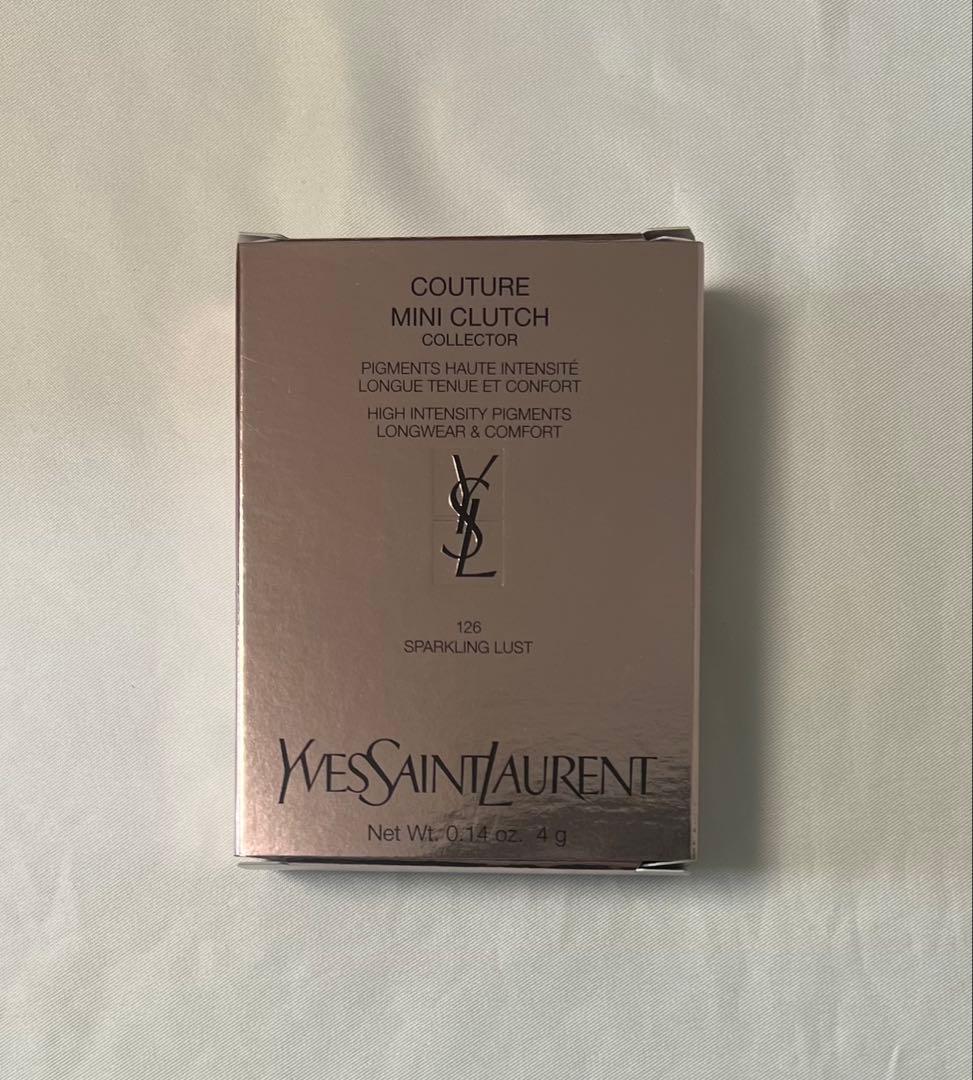 COUTURE
MINI CLUTCH
COLLECTOR
PIGMENTS HAUTE INTENSITÉ
LONGUE TENUE ET CONFORT
HIGH INTENSITY PIGMENTS
LONGWEAR & COMFORT
YSL
126
SPARKLING LUST
YVESSAINTLAURENT
Net Wt. 0.14 oz. 4 g